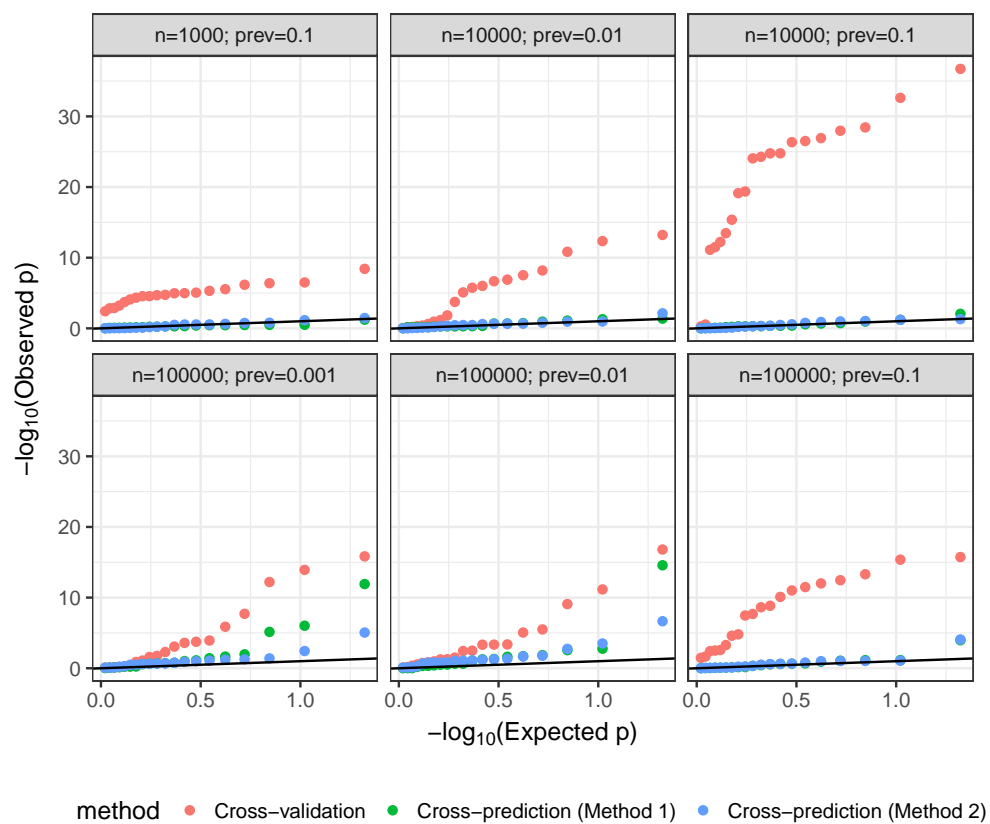 n=1000; prev=0.1
n=10000; prev=0.01
n=10000; prev=0.1
30
20
10
0
n=100000; prev=0.001
n=100000; prev=0.01
n=100000; prev=0.1
30
20
10
0
0.0 0.5 1.0
0.0 0.5 1.0
0.0 0.5 1.0
−log₁₀(Observed p)
−log₁₀(Expected p)
method Cross−validation Cross−prediction (Method 1) Cross−prediction (Method 2)